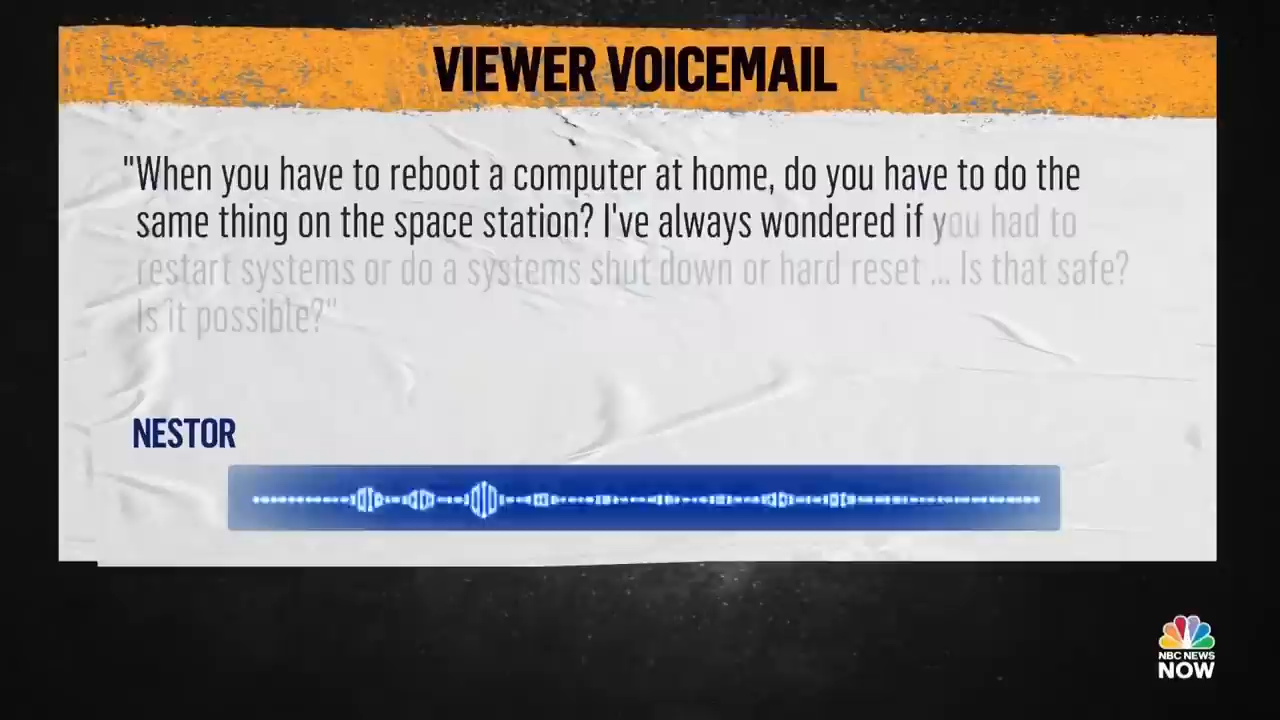 VIEWER VOICEMAIL
"When you have to reboot a computer at home, do you have to do the
same thing on the space station? I've always wondered if you had to
restart systems or do a systems shut down or hard reset ... Is that safe?
Is it possible?"
NESTOR
NBC NEWS
NOW